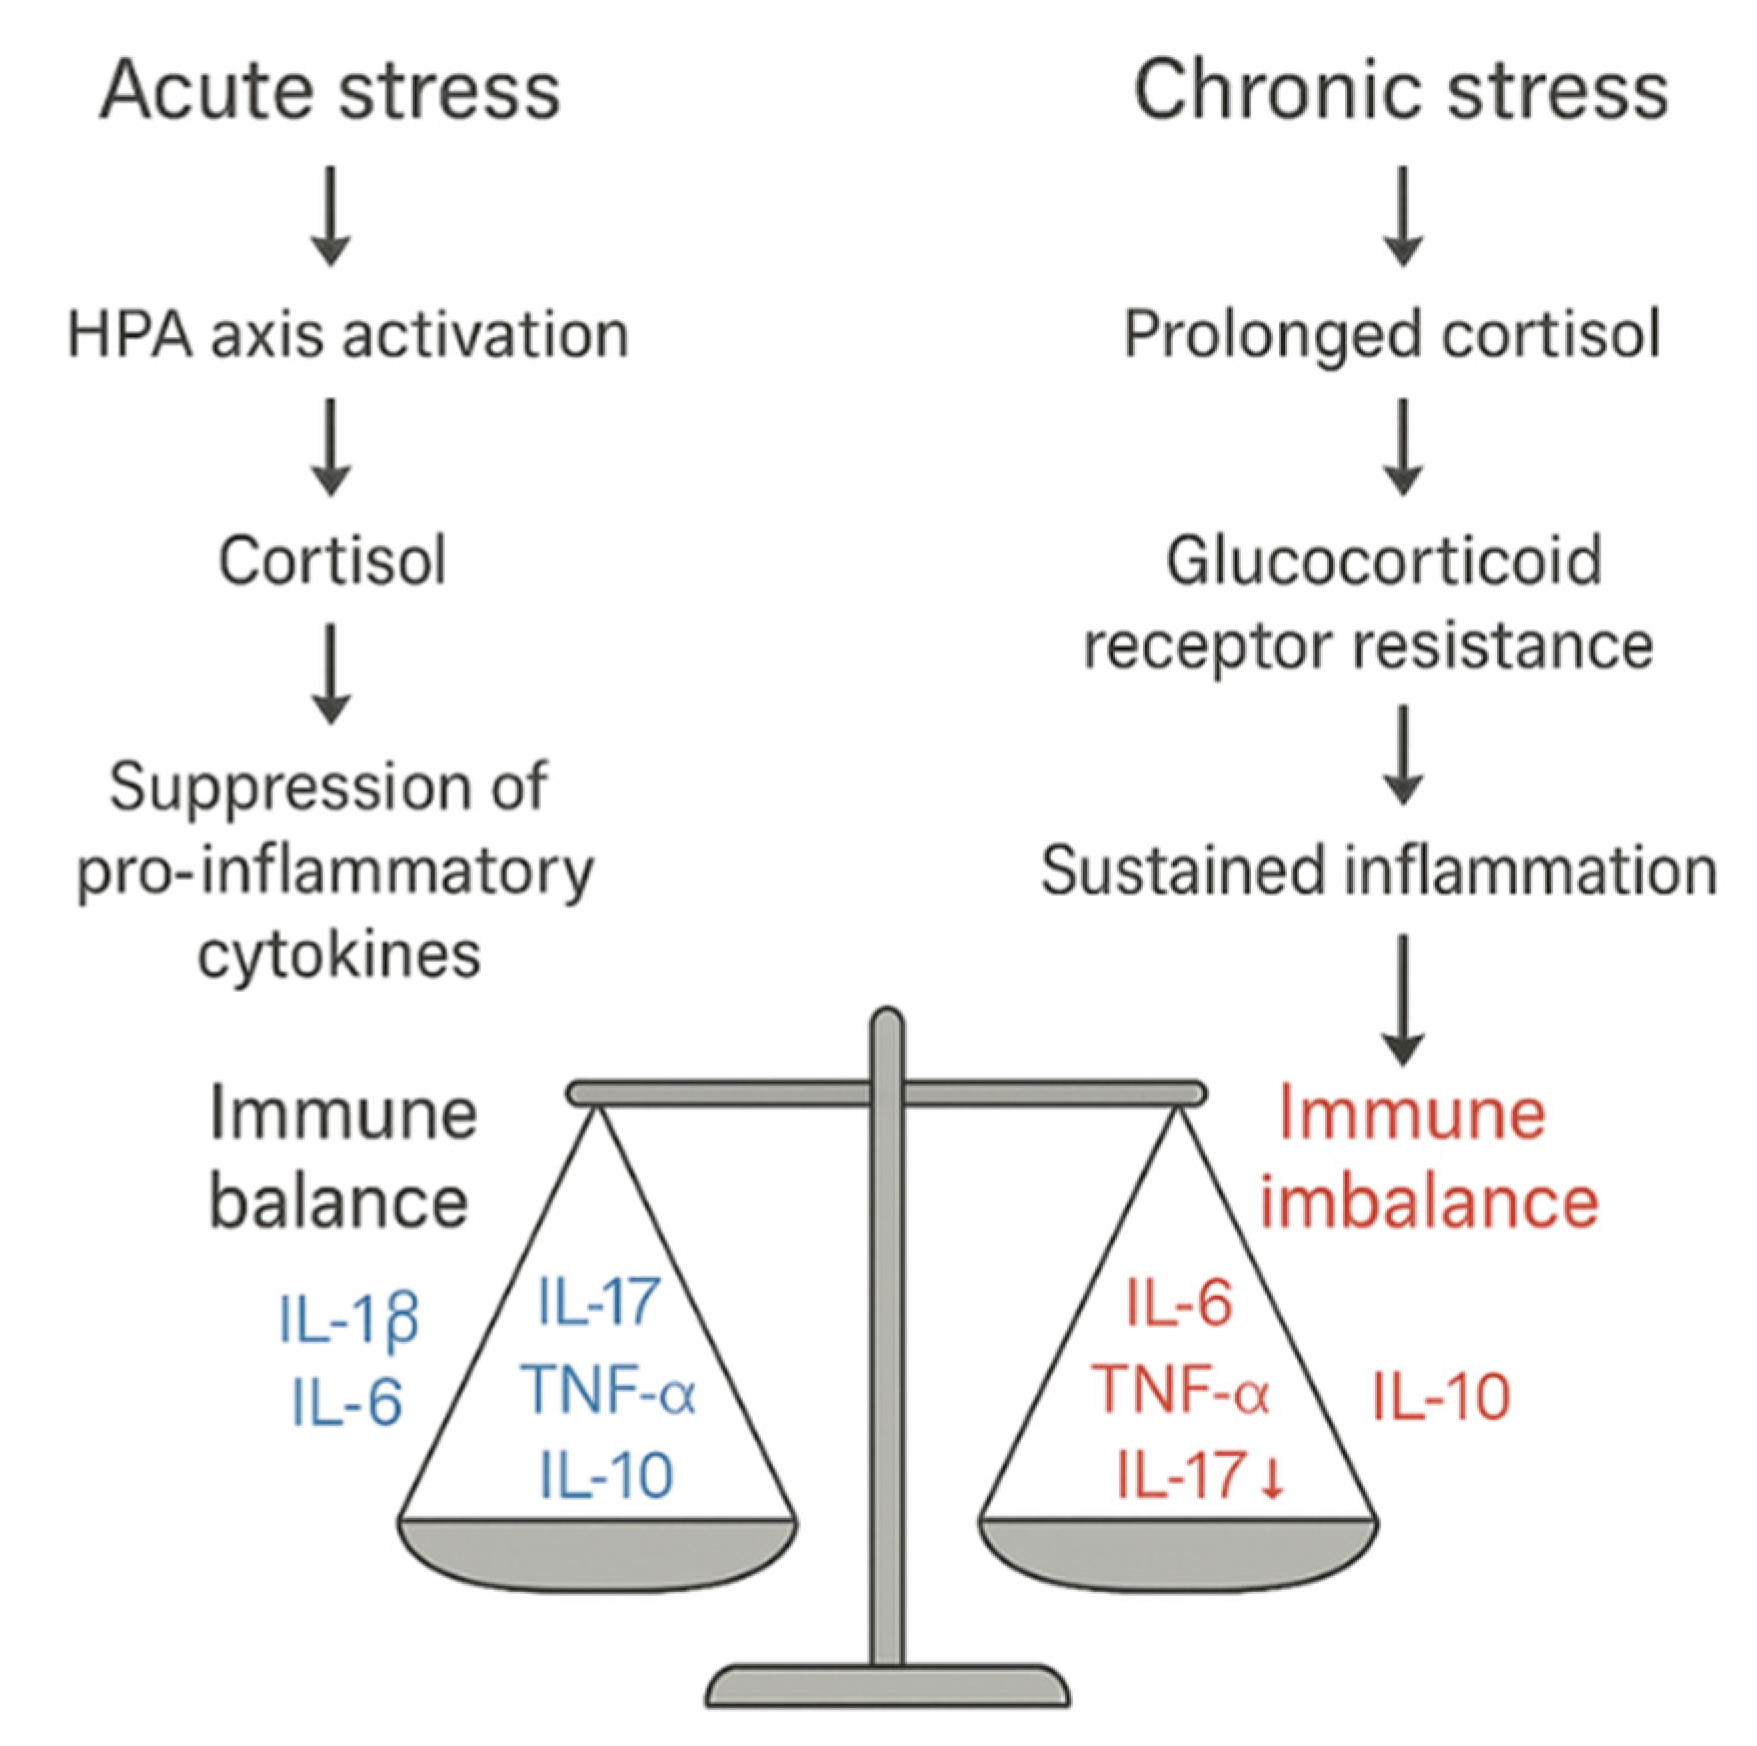 Acute stress
HPA axis activation
Cortisol
Suppression of
pro-inflammatory
cytokines
Immune
balance
IL-1β
IL-6
IL-17
TNF-α
IL-10
Chronic stress
Prolonged cortisol
Glucocorticoid
receptor resistance
Sustained inflammation
Immune
imbalance
IL-6
TNF-α
IL-17↓
IL-10